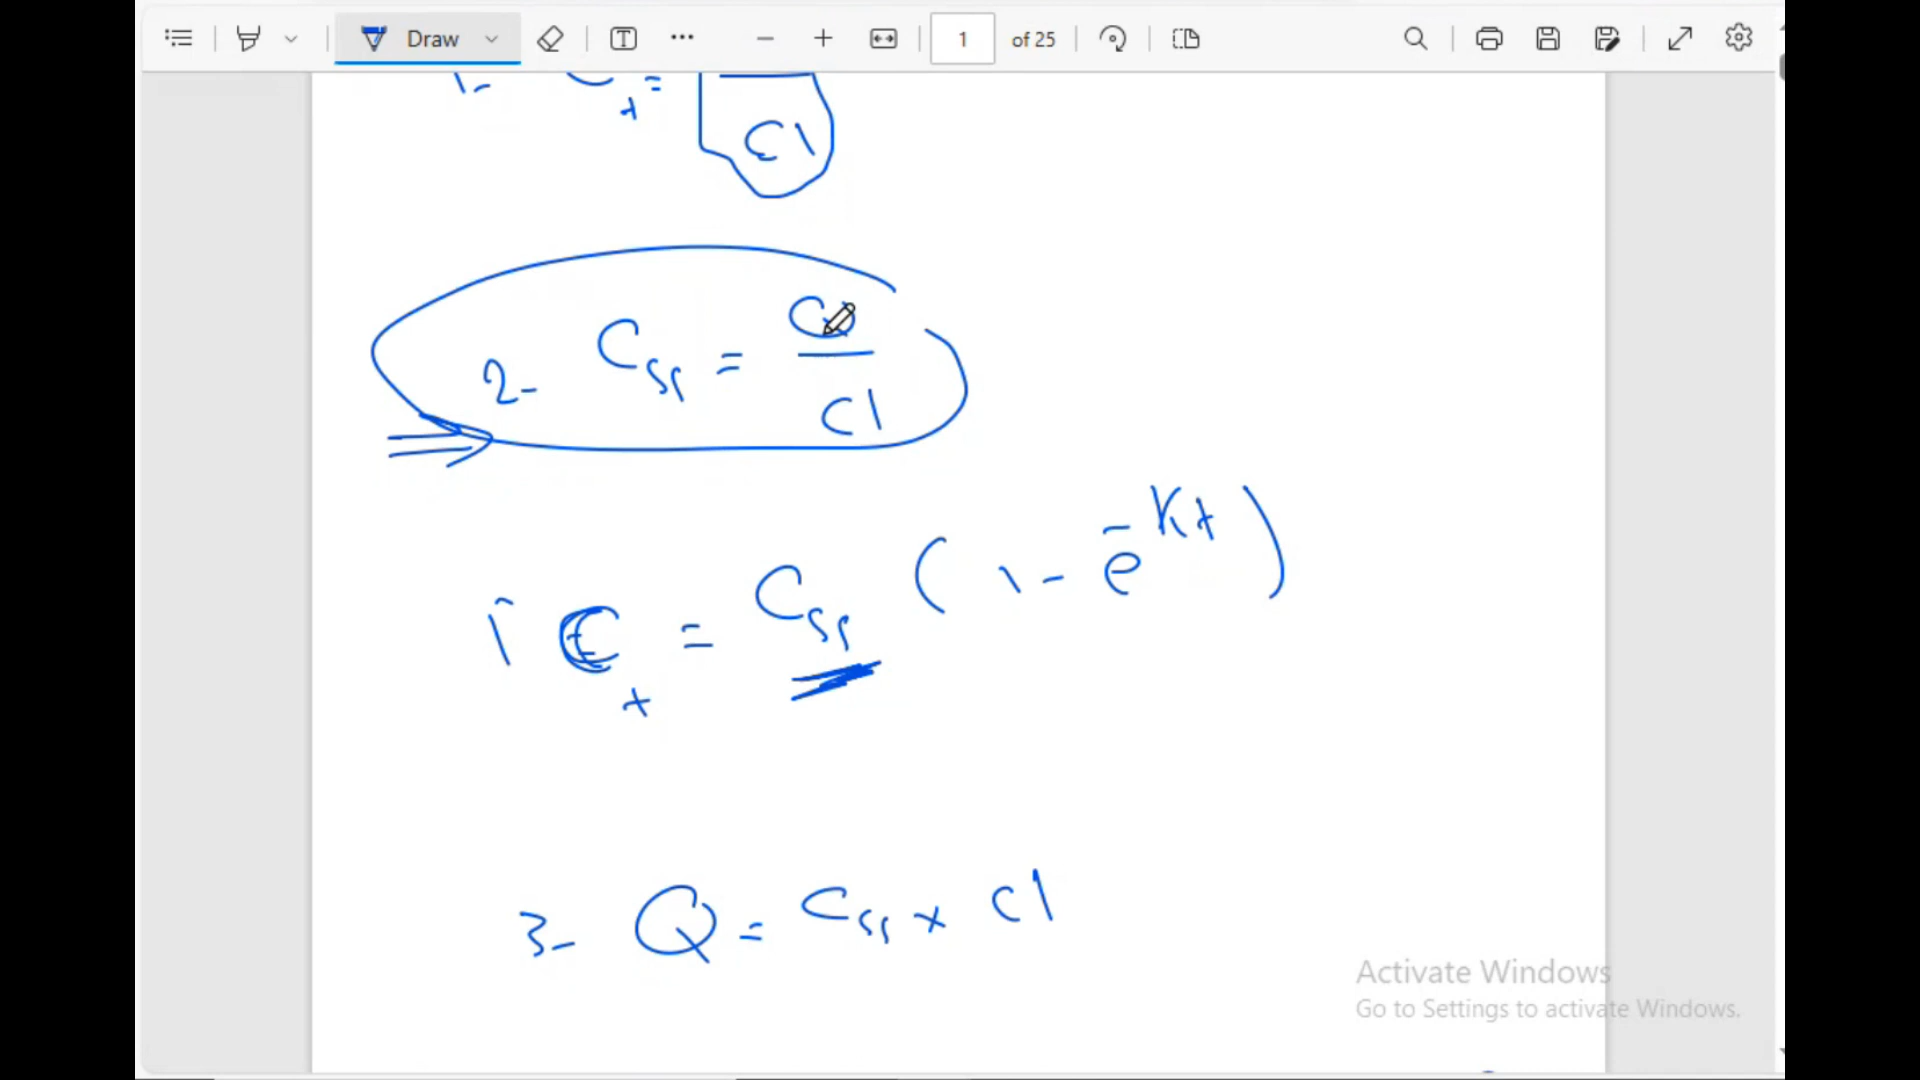 Draw 1 of 25
1- C t =
Cl
2- Css = Q
Cl
C t = Css ( 1 - e^-Kt )
3- Q = Css x Cl
Activate Windows
Go to Settings to activate Windows.